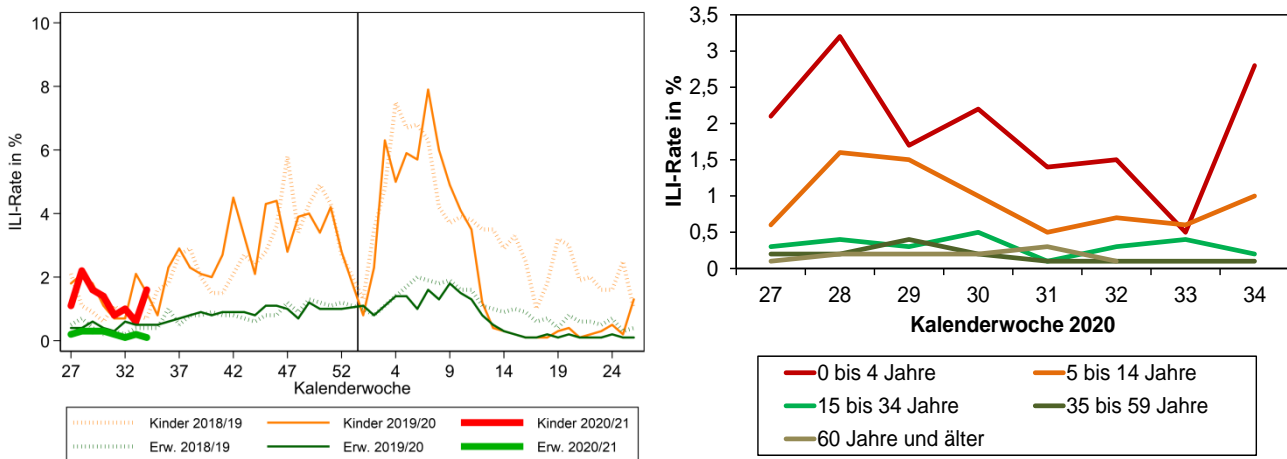 10
8
6
4
2
0
ILI-Rate in %
27 32 37 42 47 52 4 9 14 19 24
Kalenderwoche
Kinder 2018/19 Kinder 2019/20 Kinder 2020/21
Erw. 2018/19 Erw. 2019/20 Erw. 2020/21
3,5
3
2,5
2
1,5
1
0,5
0
ILI-Rate in %
27 28 29 30 31 32 33 34
Kalenderwoche 2020
0 bis 4 Jahre 5 bis 14 Jahre
15 bis 34 Jahre 35 bis 59 Jahre
60 Jahre und älter